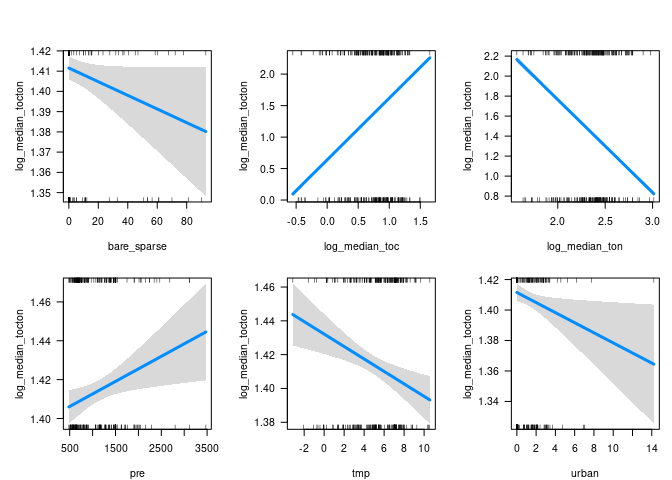 log_median_tocton
1.42
1.41
1.40
1.39
1.38
1.37
1.36
1.35
0 20 40 60 80
bare_sparse
log_median_tocton
2.0
1.5
1.0
0.5
0.0
-0.5 0.0 0.5 1.0 1.5
log_median_toc
log_median_tocton
2.2
2.0
1.8
1.6
1.4
1.2
1.0
0.8
2.0 2.5 3.0
log_median_ton
log_median_tocton
1.46
1.44
1.42
1.40
500 1500 2500 3500
pre
log_median_tocton
1.46
1.44
1.42
1.40
1.38
-2 0 2 4 6 8 10
tmp
log_median_tocton
1.42
1.40
1.38
1.36
1.34
0 2 4 6 8 10 14
urban